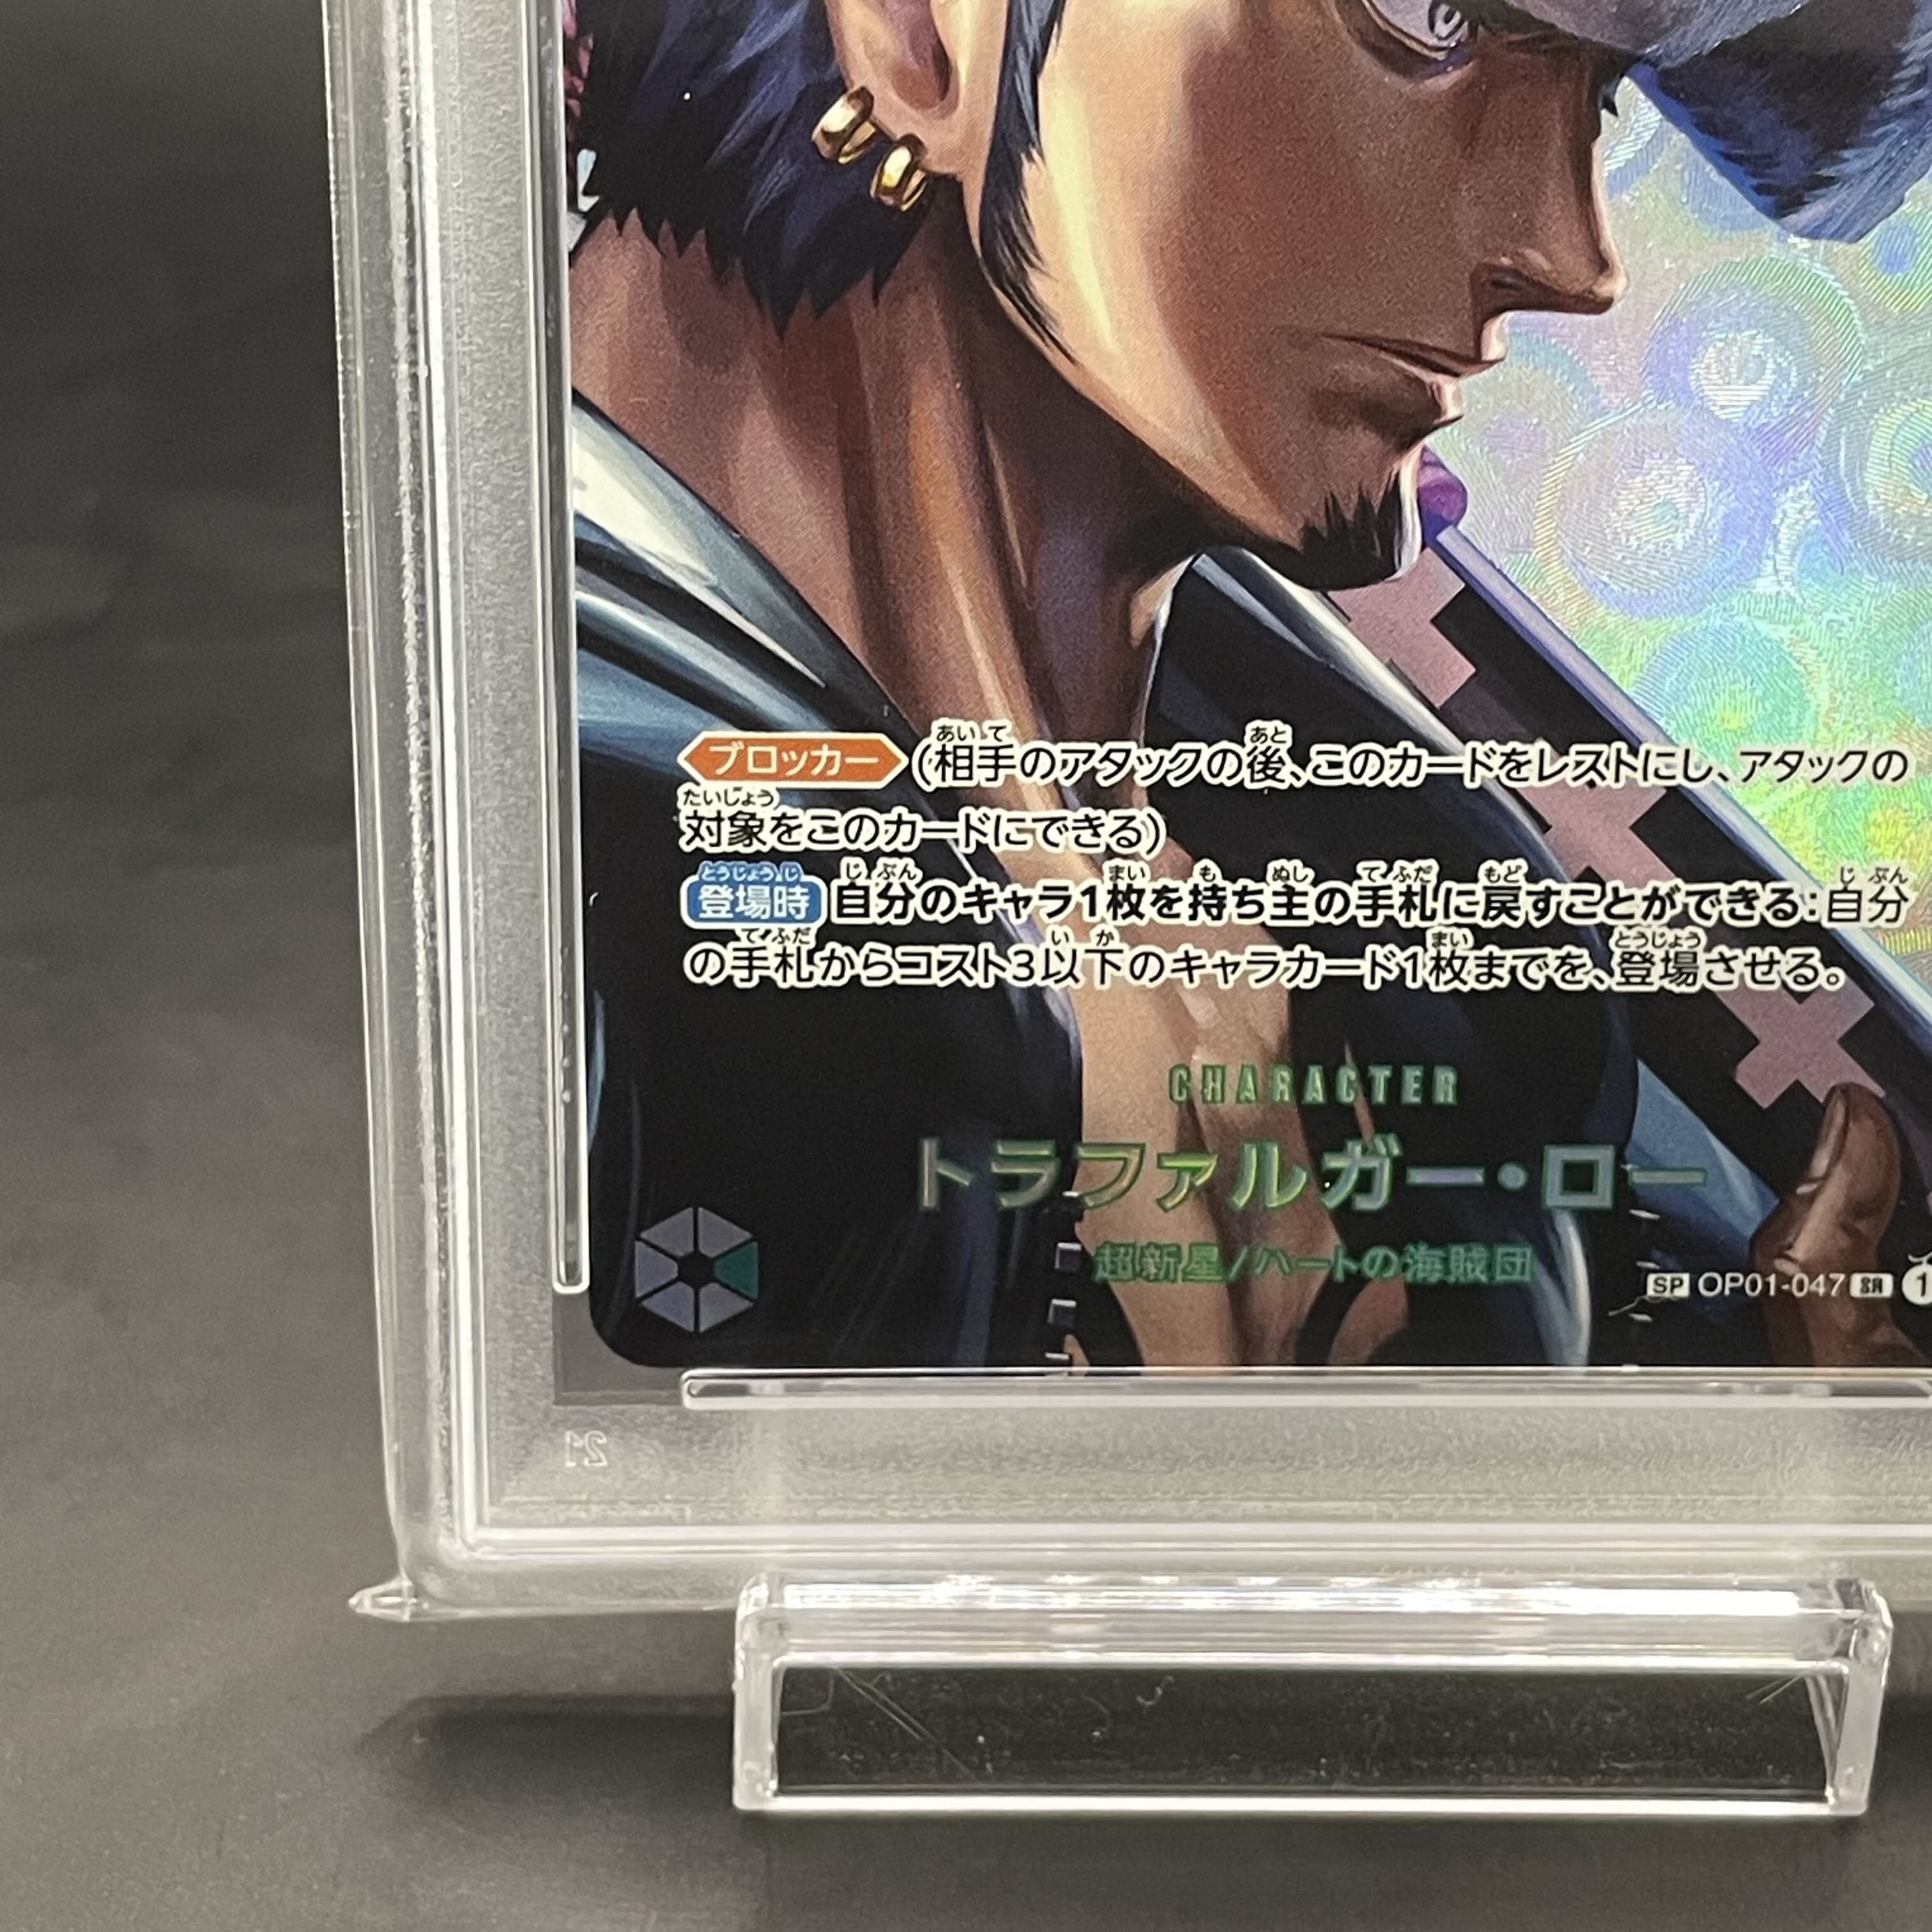 ブロッカー (相手のアタックの後、このカードをレストにし、アタックの
対象をこのカードにできる)
登場時 自分のキャラ1枚を持ち主の手札に戻すことができる:自分
の手札からコスト3以下のキャラカード1枚までを、登場させる。
CHARACTER
トラファルガー・ロー
超新星/ハートの海賊団
SP OP01-047 SR 1
21